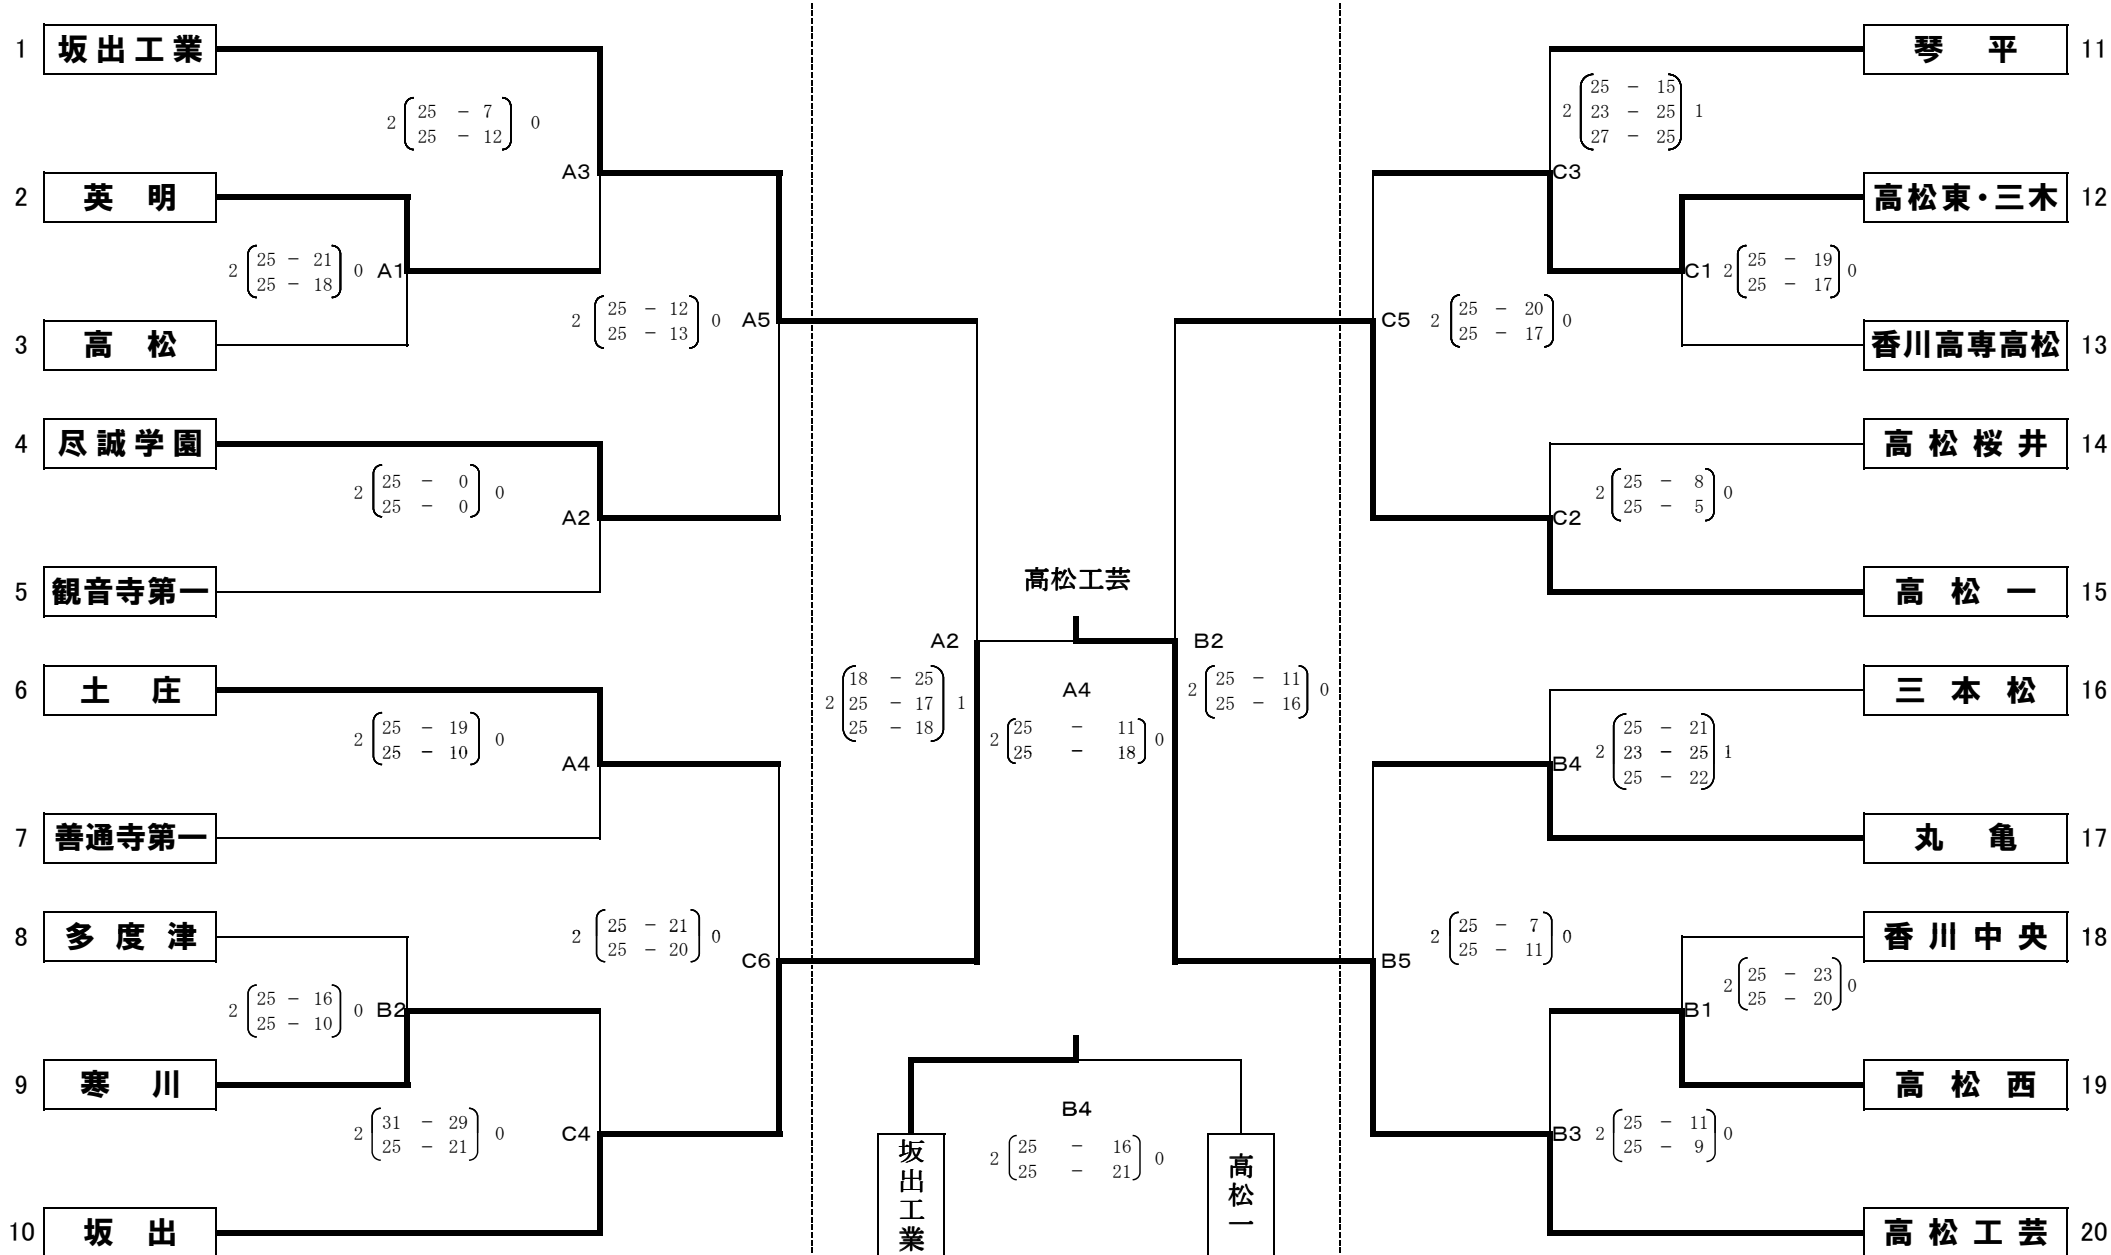 1 坂出工業
2 英明
3 高松
4 尽誠学園
5 観音寺第一
6 土庄
7 善通寺第一
8 多度津
9 寒川
10 坂出
2 25 - 7 0
25 - 12
A3
2 25 - 21 0 A1
25 - 18
2 25 - 12 0 A5
25 - 13
2 25 - 0 0
25 - 0
A2
2 25 - 19 0
25 - 10
A4
2 25 - 21 0
25 - 20
C6
2 25 - 16 0 B2
25 - 10
2 31 - 29 0 C4
25 - 21
高松工芸
A2
18 - 25
2 25 - 17 1
25 - 18
A4
2 25 - 11 0
25 - 18
B2
2 25 - 11 0
25 - 16
B4
2 25 - 16 0
25 - 21
坂出工業
高松一
25 - 15
2 23 - 25 1
27 - 25
C3
C1 2 25 - 19 0
25 - 17
C5 2 25 - 20 0
25 - 17
2 25 - 8 0
25 - 5
C2
25 - 21
B4 2 23 - 25 1
25 - 22
2 25 - 7 0
25 - 11
B5
2 25 - 23 0
25 - 20
B1
B3 2 25 - 11 0
25 - 9
琴平 11
高松東・三木 12
香川高専高松 13
高松桜井 14
高松一 15
三本松 16
丸亀 17
香川中央 18
高松西 19
高松工芸 20